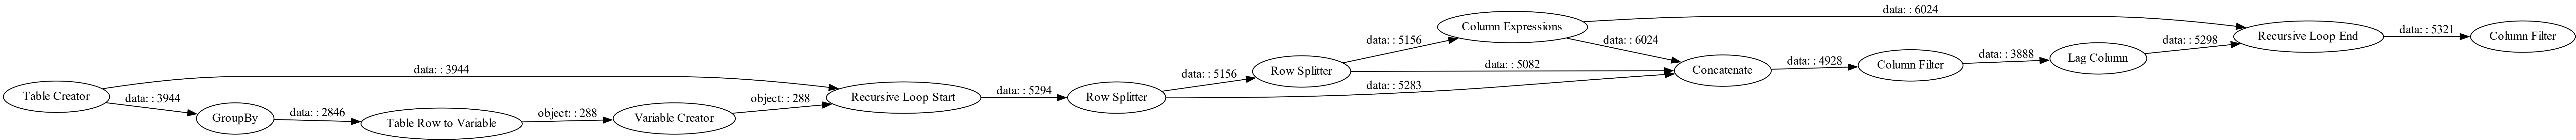 Table Creator
data: : 3944
data: : 3944
GroupBy
data: : 2846
Table Row to Variable
object: : 288
Variable Creator
object: : 288
Recursive Loop Start
data: : 5294
Row Splitter
data: : 5156
data: : 5283
Row Splitter
data: : 5156
data: : 5082
Column Expressions
data: : 6024
data: : 6024
Concatenate
data: : 4928
Column Filter
data: : 3888
Lag Column
data: : 5298
Recursive Loop End
data: : 5321
Column Filter